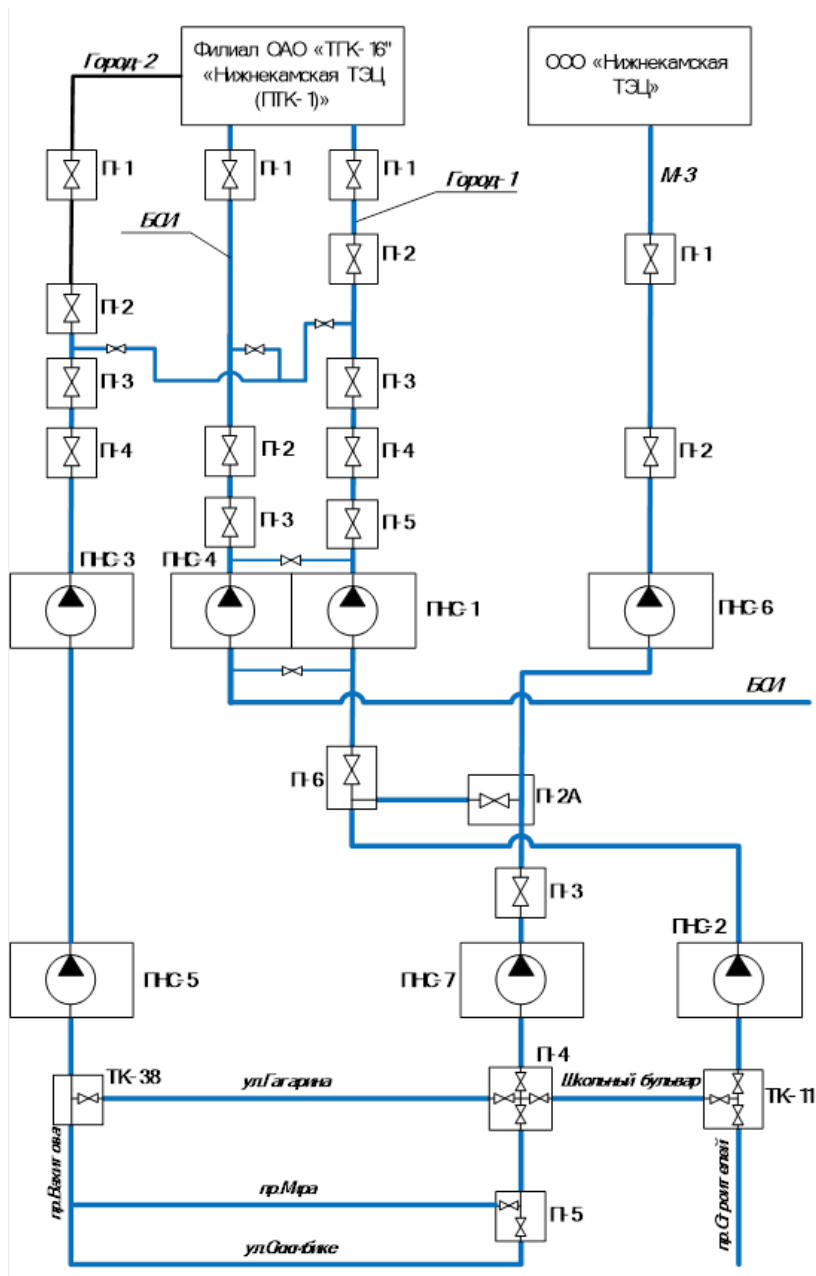 Филиал ОАО «ТГК-16"
«Нижнекамская ТЭЦ
(ПТК-1)»
ООО «Нижнекамская
ТЭЦ»
Город-2
П-1
П-1
П-1
М-3
Город-1
БСИ
П-2
П-1
П-2
П-3
П-3
П-4
П-2
П-4
П-2
П-3
П-5
ПНС-3
ПНС-4
ПНС-1
ПНС-6
БСИ
П-6
П-2А
П-3
ПНС-2
ПНС-5
ПНС-7
П-4
ТК-38
ул.Гагарина
Школьный бульвар
ТК-11
пр.Вахитова
пр.Мира
П-5
пр.Строителей
ул.Сююмбике